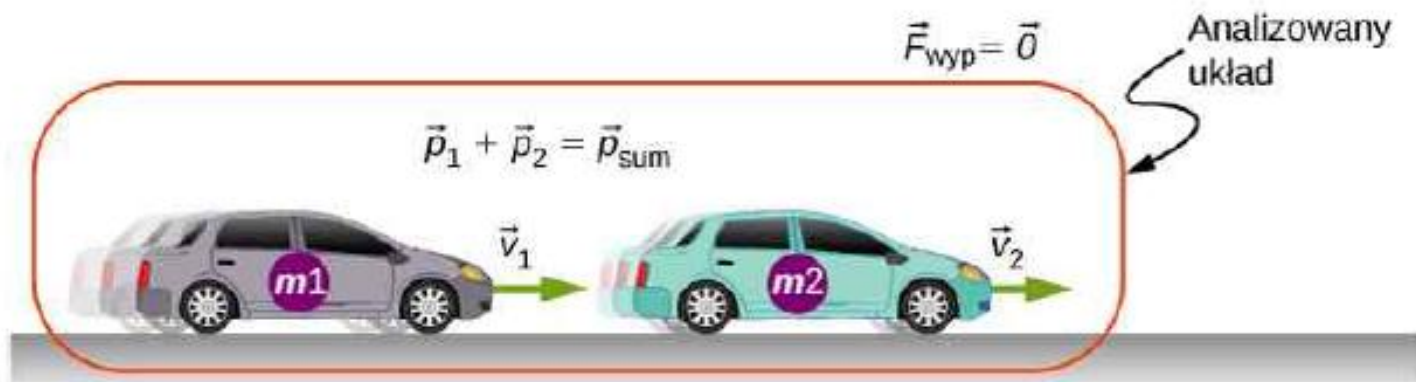 F⃗wyp = 0⃗
Analizowany
układ
p⃗1 + p⃗2 = p⃗sum
v⃗1
v⃗2
m1
m2